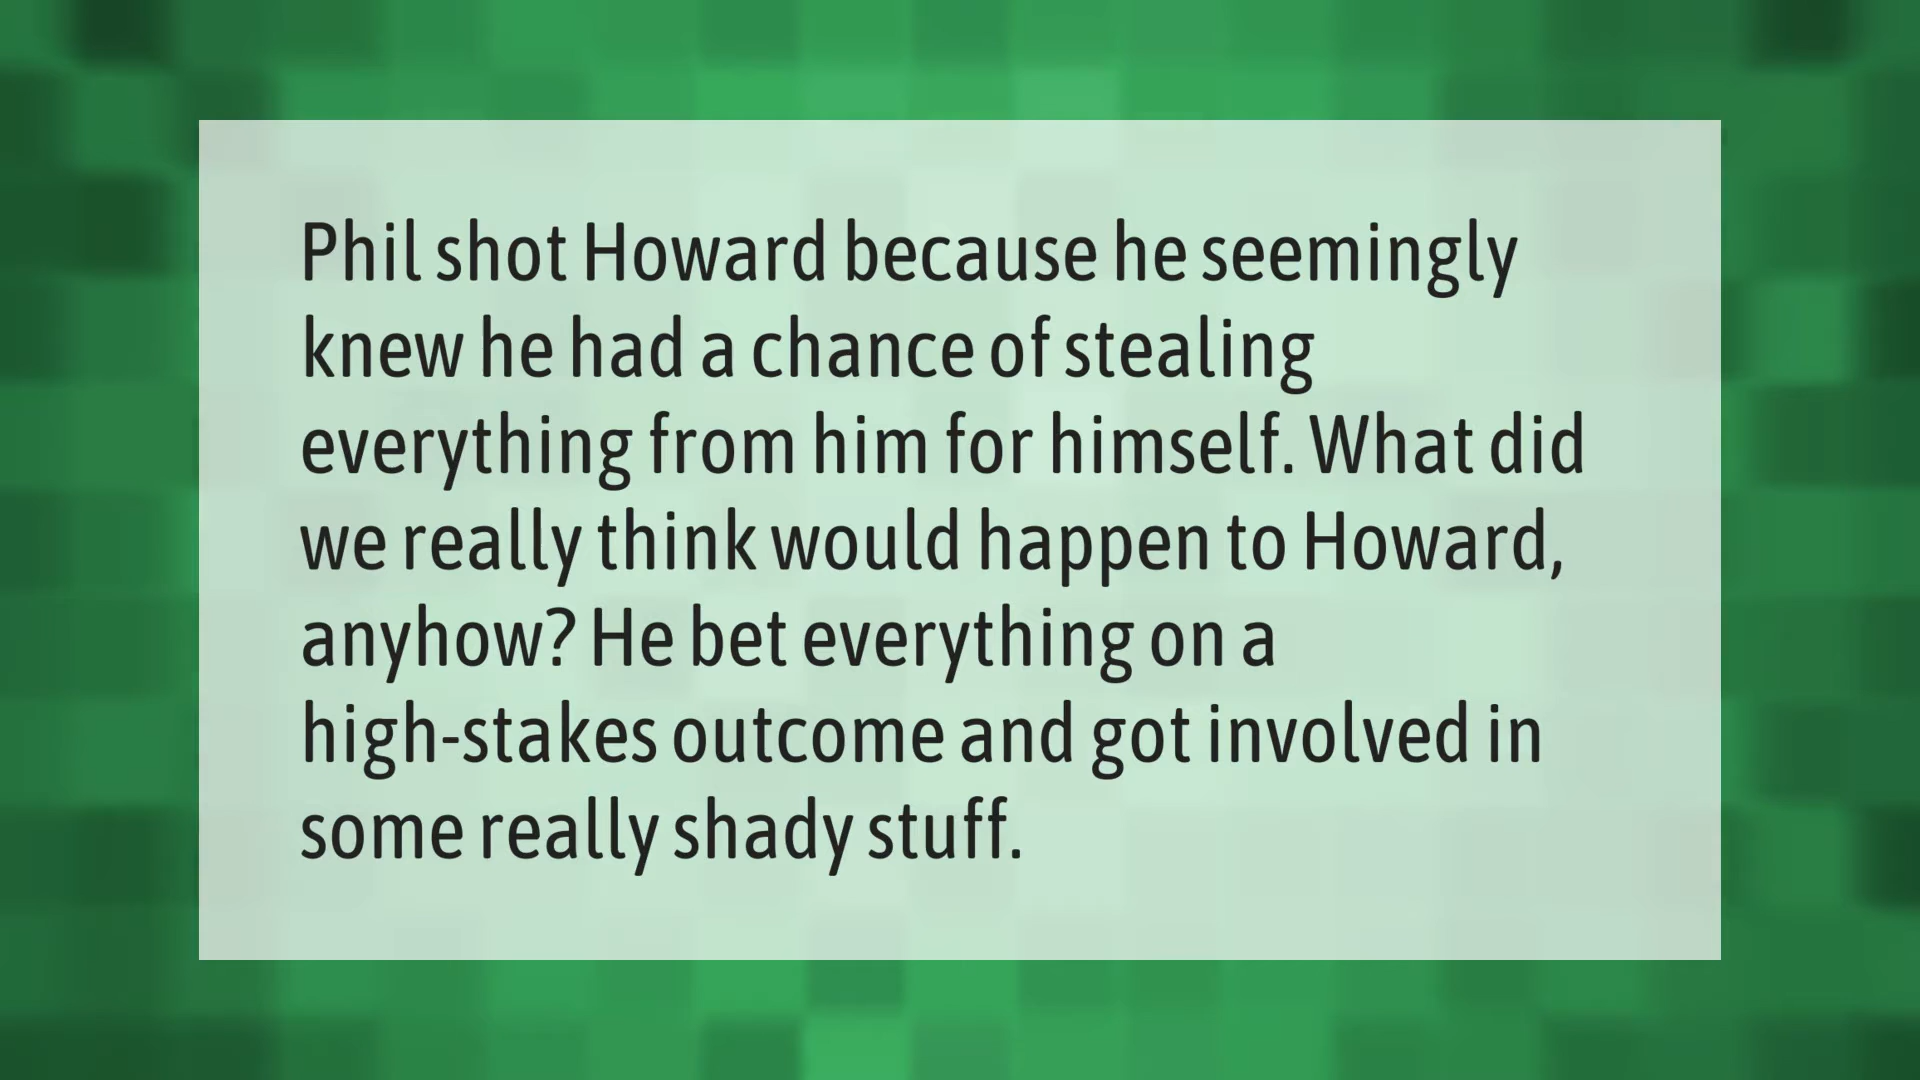 Phil shot Howard because he seemingly
knew he had a chance of stealing
everything from him for himself. What did
we really think would happen to Howard,
anyhow? He bet everything on a
high-stakes outcome and got involved in
some really shady stuff.